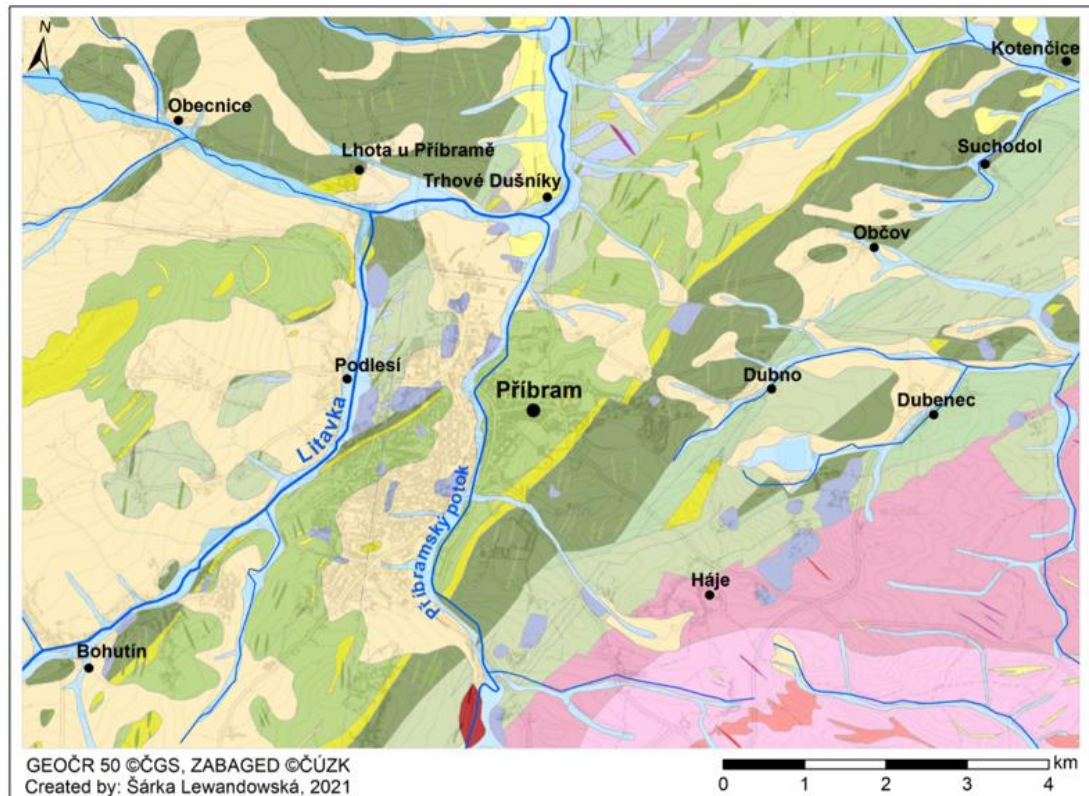 N
Kotenčice
Obecnice
Suchodol
Lhota u Příbramě
Trhové Dušníky
Občov
Podlesí
Příbram
Dubno
Dubenec
Litavka
Příbramský potok
Háje
Bohutín
GEOČR 50 ©ČGS, ZABAGED ©ČÚZK
Created by: Šárka Lewandowská, 2021
km
0 1 2 3 4